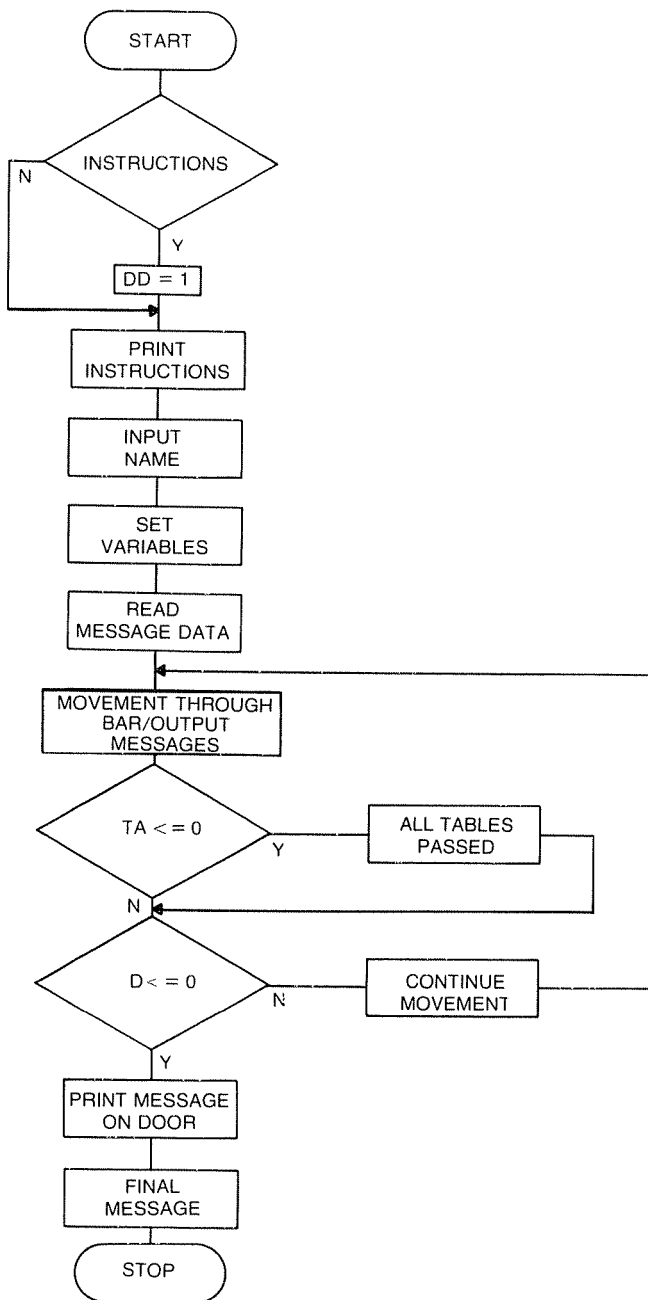 START
INSTRUCTIONS
N
Y
DD = 1
PRINT
INSTRUCTIONS
INPUT
NAME
SET
VARIABLES
READ
MESSAGE DATA
MOVEMENT THROUGH
BAR/OUTPUT
MESSAGES
TA <= 0
Y
ALL TABLES
PASSED
N
D <= 0
N
CONTINUE
MOVEMENT
Y
PRINT MESSAGE
ON DOOR
FINAL
MESSAGE
STOP